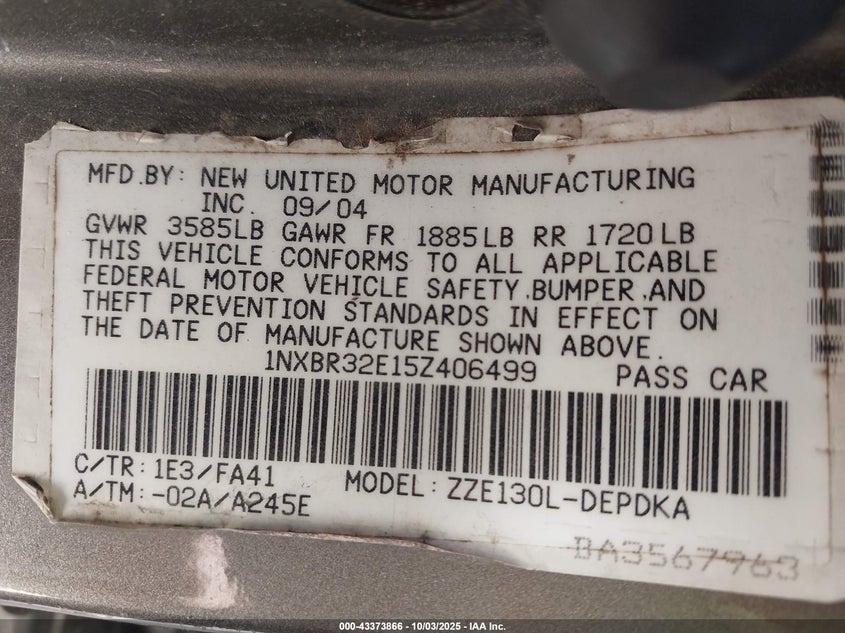 MFD.BY: NEW UNITED MOTOR MANUFACTURING
INC. 09/04
GVWR 3585LB GAWR FR 1885LB RR 1720LB
THIS VEHICLE CONFORMS TO ALL APPLICABLE
FEDERAL MOTOR VEHICLE SAFETY,BUMPER,AND
THEFT PREVENTION STANDARDS IN EFFECT ON
THE DATE OF MANUFACTURE SHOWN ABOVE.
1NXBR32E15Z406499 PASS CAR
C/TR: 1E3/FA41 MODEL: ZZE130L-DEPDKA
A/TM: -02A/A245E
BA3567963
000-43373866 - 10/03/2025 - IAA Inc.